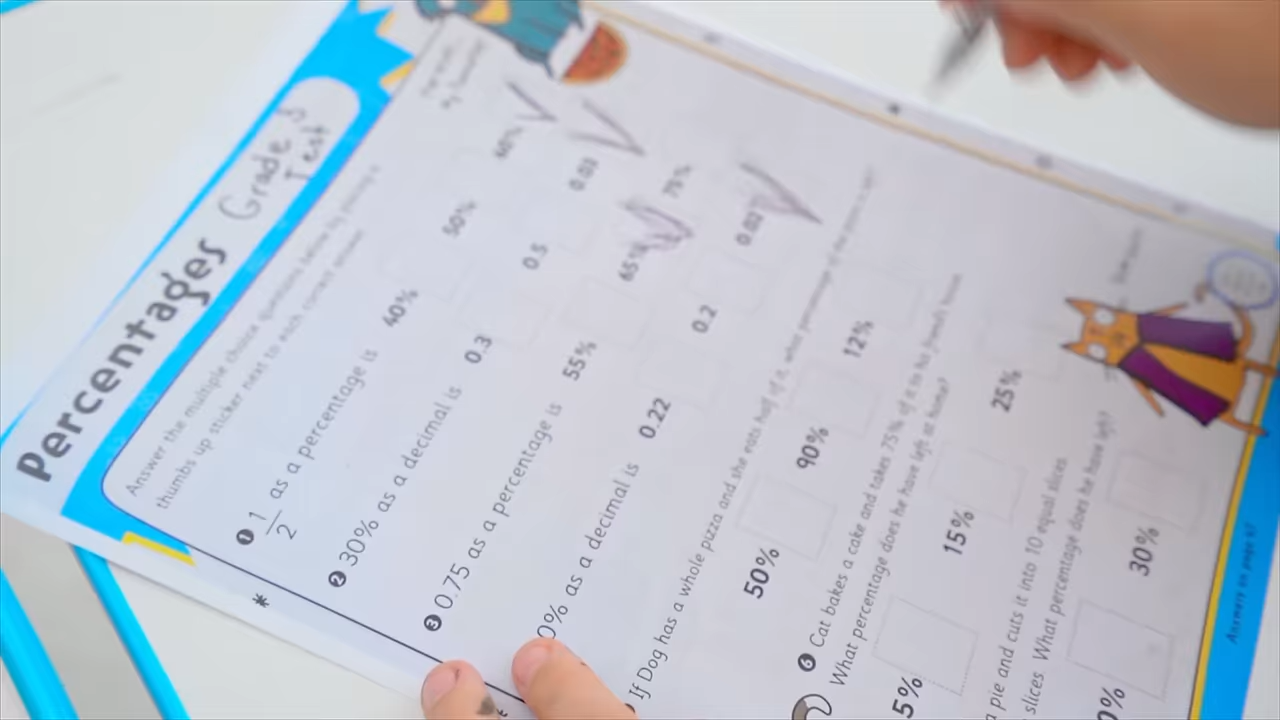 Percentages Grade 3
Test
Answer the multiple choice questions below by putting a
thumbs up sticker next to each correct answer.
1 1/2 as a percentage is 40% 50% 60%
2 30% as a decimal is 0.3 0.5 0.03
3 0.75 as a percentage is 55% 65% 75%
0% as a decimal is 0.22 0.2 0.02
If Dog has a whole pizza and she eats half of it, what percentage of the pizza is left?
50% 90% 12%
6 Cat bakes a cake and takes 75% of it to his friend's house.
What percentage does he have left at home?
5% 15% 25%
a pie and cuts it into 10 equal slices.
slices. What percentage does he have left?
0% 30%
Answers on page 47